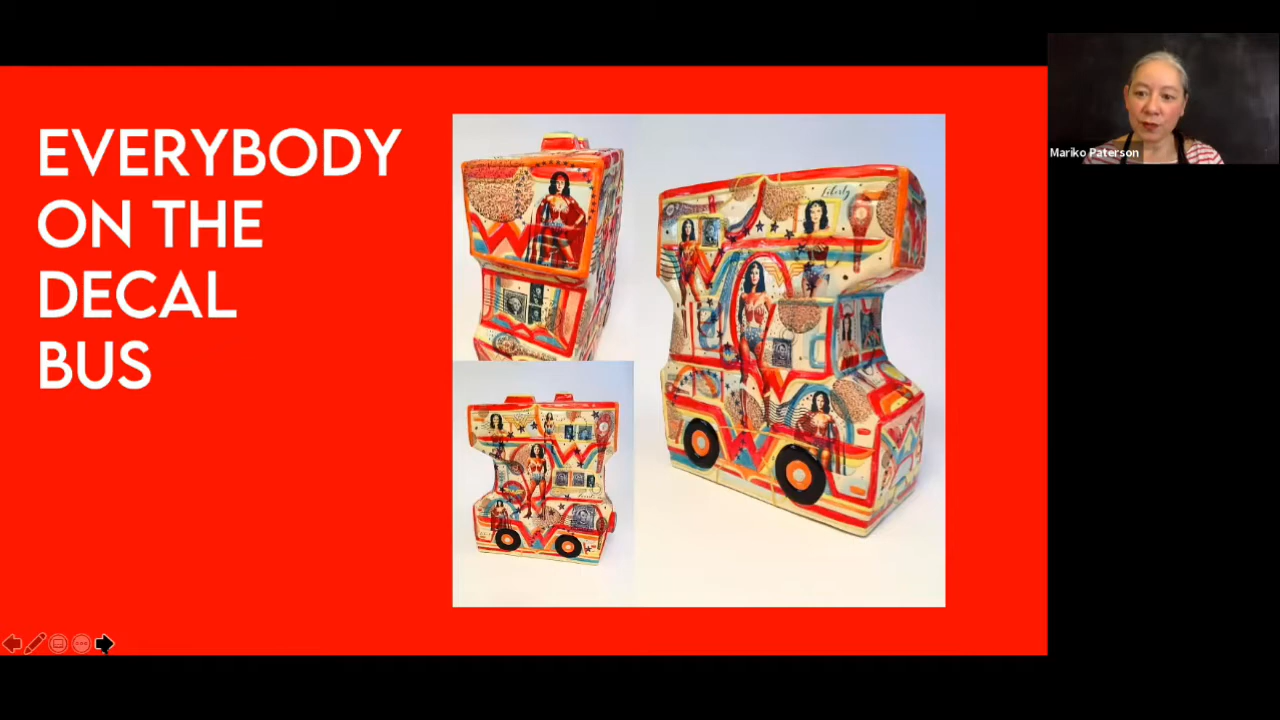 EVERYBODY
ON THE
DECAL
BUS
Liberty
Mariko Paterson